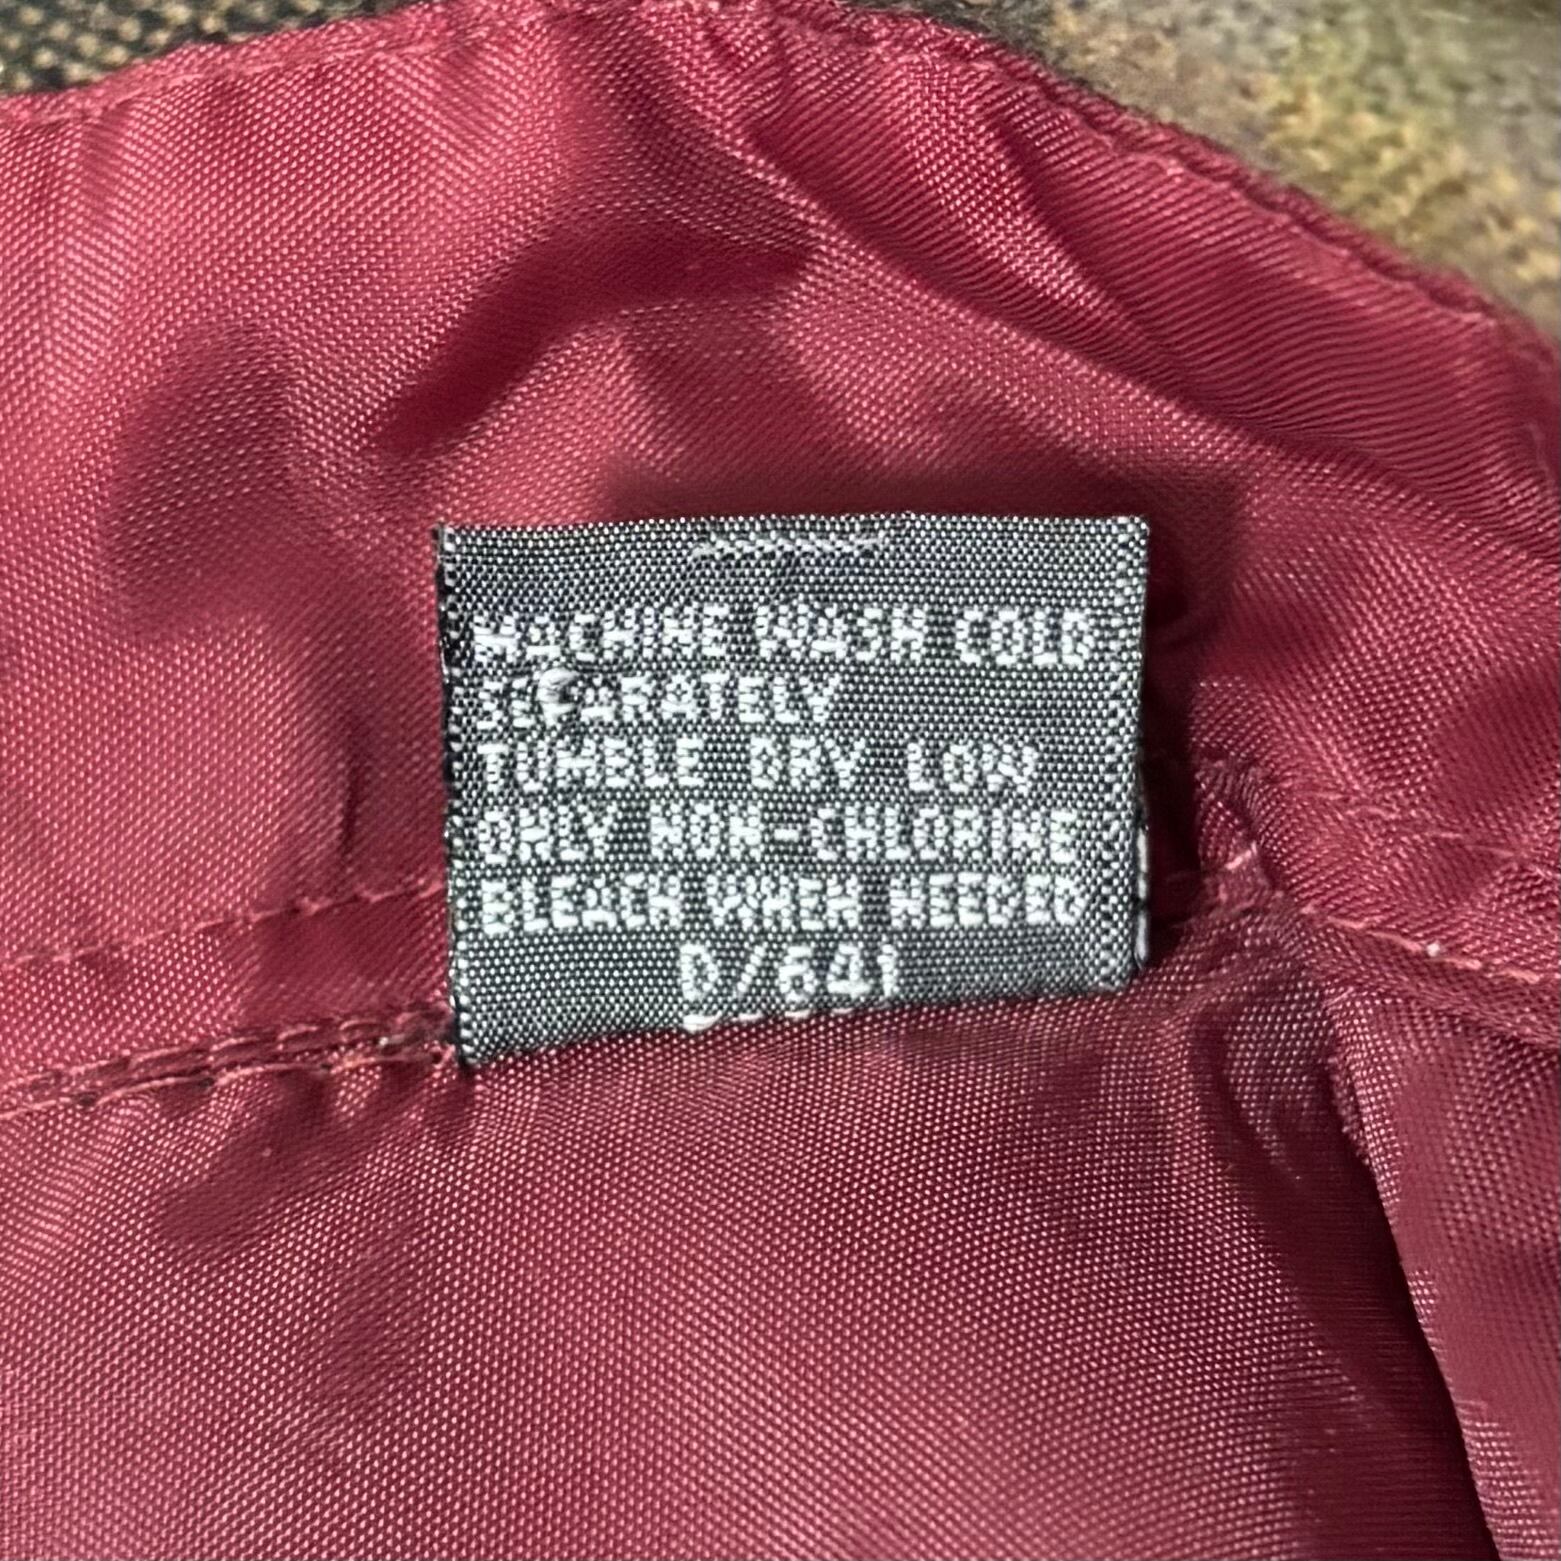 MACHINE WASH COLD
SEPARATELY
TUMBLE DRY LOW
ONLY NON-CHLORINE
BLEACH WHEN NEEDED
D/641